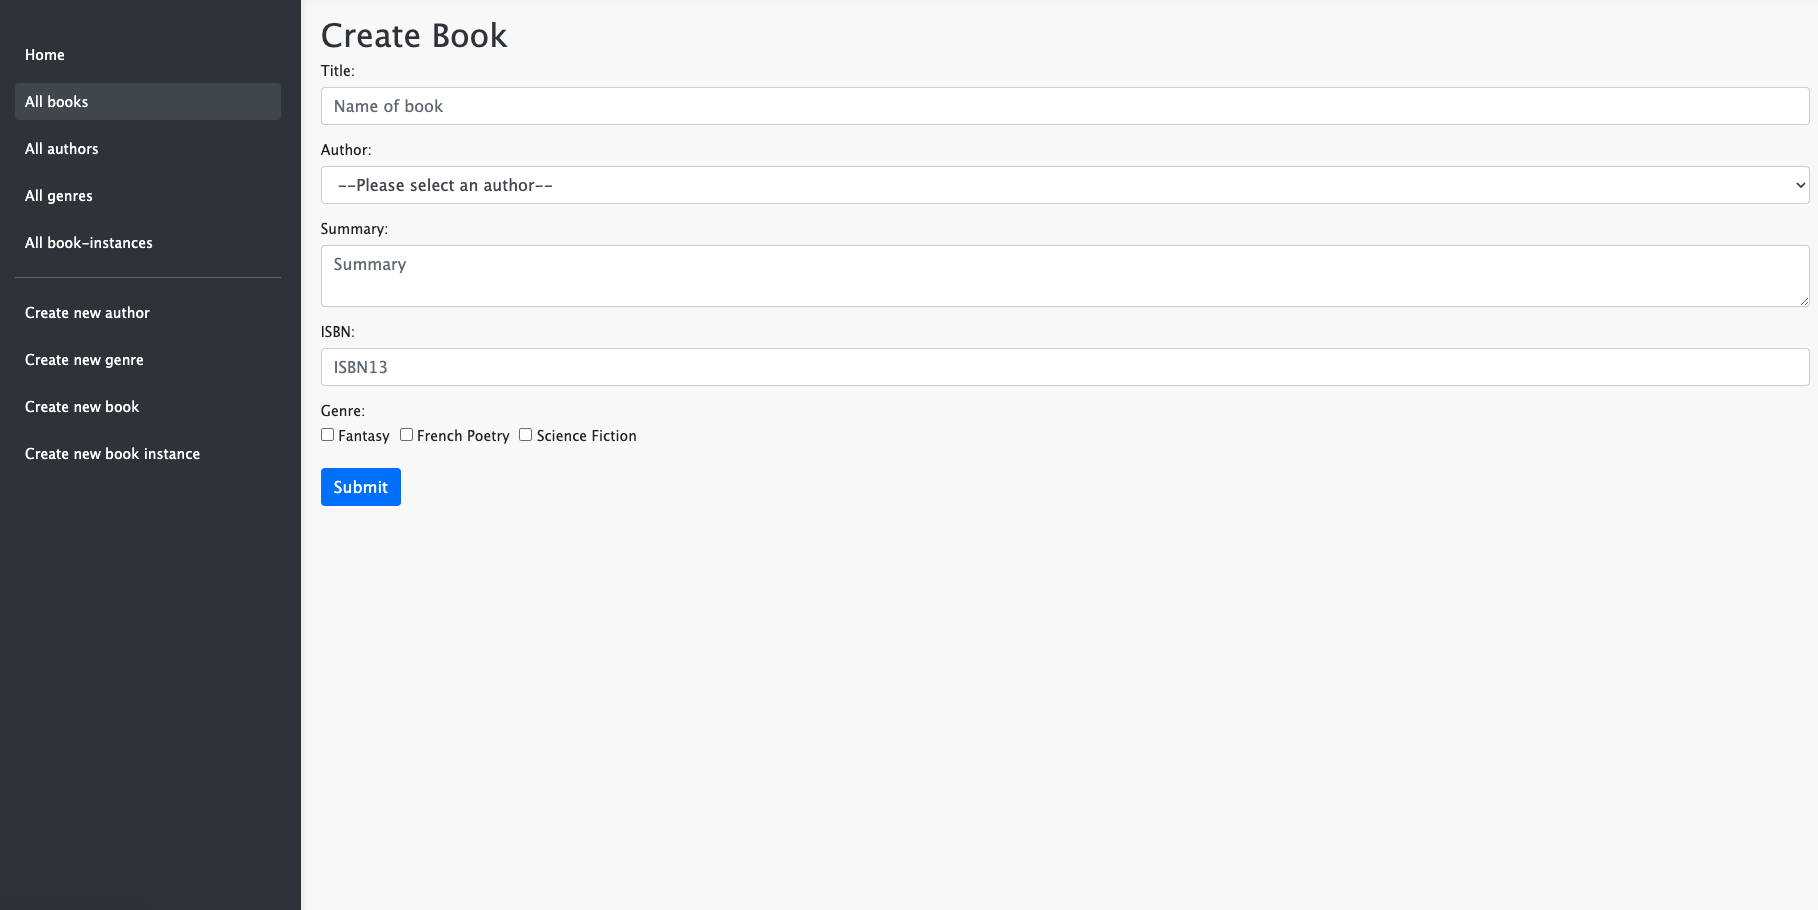 Home
All books
All authors
All genres
All book-instances
Create new author
Create new genre
Create new book
Create new book instance
Create Book
Title:
Name of book
Author:
--Please select an author--
Summary:
Summary
ISBN:
ISBN13
Genre:
Fantasy French Poetry Science Fiction
Submit